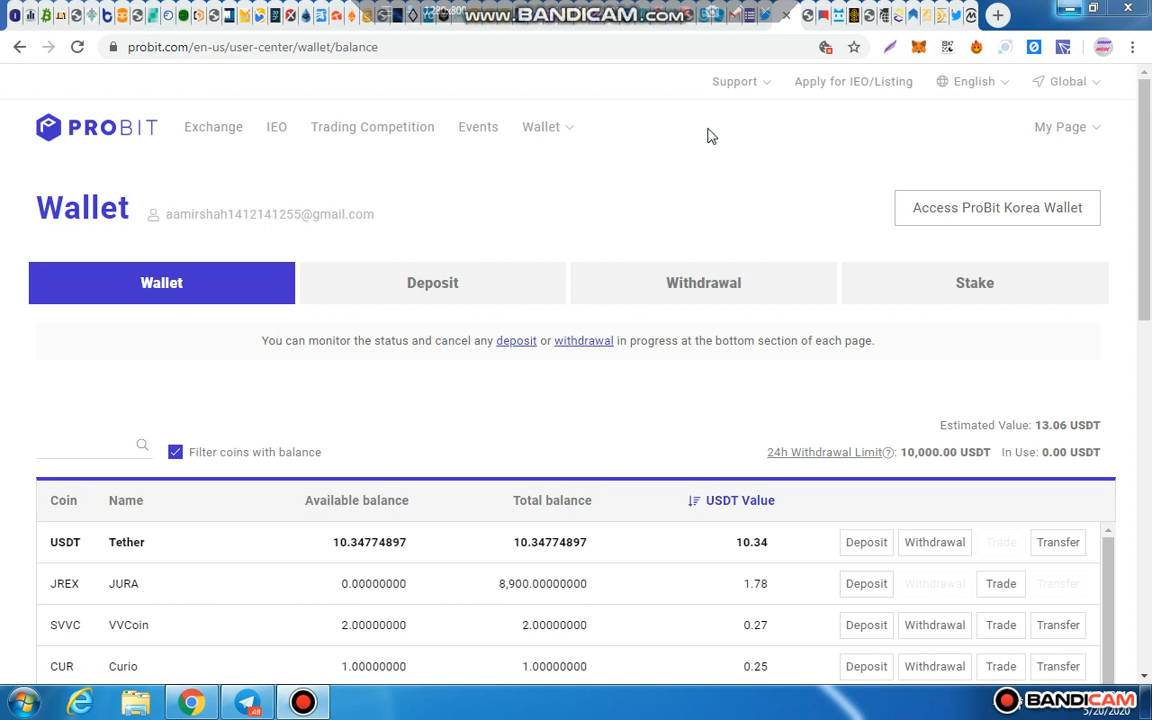 www.BANDICAM.com
probit.com/en-us/user-center/wallet/balance
Support Apply for IEO/Listing English Global
PROBIT Exchange IEO Trading Competition Events Wallet My Page
Wallet aamirshah1412141255@gmail.com Access ProBit Korea Wallet
Wallet Deposit Withdrawal Stake
You can monitor the status and cancel any deposit or withdrawal in progress at the bottom section of each page.
Estimated Value: 13.06 USDT
Filter coins with balance 24h Withdrawal Limit?: 10,000.00 USDT In Use: 0.00 USDT
Coin Name Available balance Total balance USDT Value
USDT Tether 10.34774897 10.34774897 10.34 Deposit Withdrawal Trade Transfer
JREX JURA 0.00000000 8,900.00000000 1.78 Deposit Withdrawal Trade Transfer
SVVC VVCoin 2.00000000 2.00000000 0.27 Deposit Withdrawal Trade Transfer
CUR Curio 1.00000000 1.00000000 0.25 Deposit Withdrawal Trade Transfer
48
BANDICAM
5/20/2020